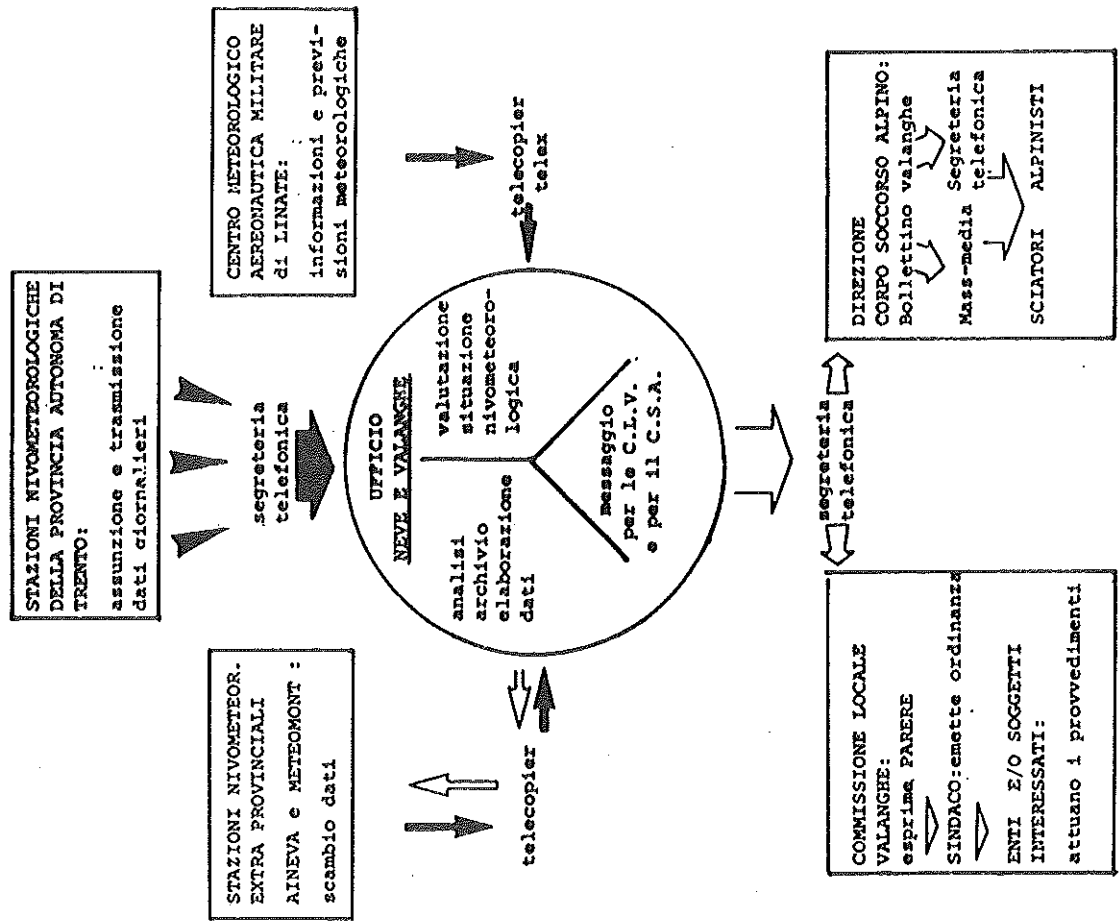 STAZIONI NIVOMETEOROLOGICHE
DELLA PROVINCIA AUTONOMA DI
TRENTO:
assunzione e trasmissione
dati giornalieri
segreteria
telefonica
STAZIONI NIVOMETEOR.
EXTRA PROVINCIALI
AINEVA e METEOMONT :
scambio dati
telecopier
CENTRO METEOROLOGICO
AEREONAUTICA MILITARE
di LINATE:
informazioni e previ-
sioni meteorologiche
telecopier
telex
UFFICIO
NEVE E VALANGHE
analisi
archivio
elaborazione
dati
valutazione
situazione
nivometeoro-
logica
messaggio
per le C.L.V.
e per il C.S.A.
segreteria
telefonica
COMMISSIONE LOCALE
VALANGHE:
esprime PARERE
SINDACO:emette ordinanza
ENTI E/O SOGGETTI
INTERESSATI:
attuano i provvedimenti
DIREZIONE
CORPO SOCCORSO ALPINO:
Bollettino valanghe
Mass-media Segreteria
telefonica
SCIATORI ALPINISTI